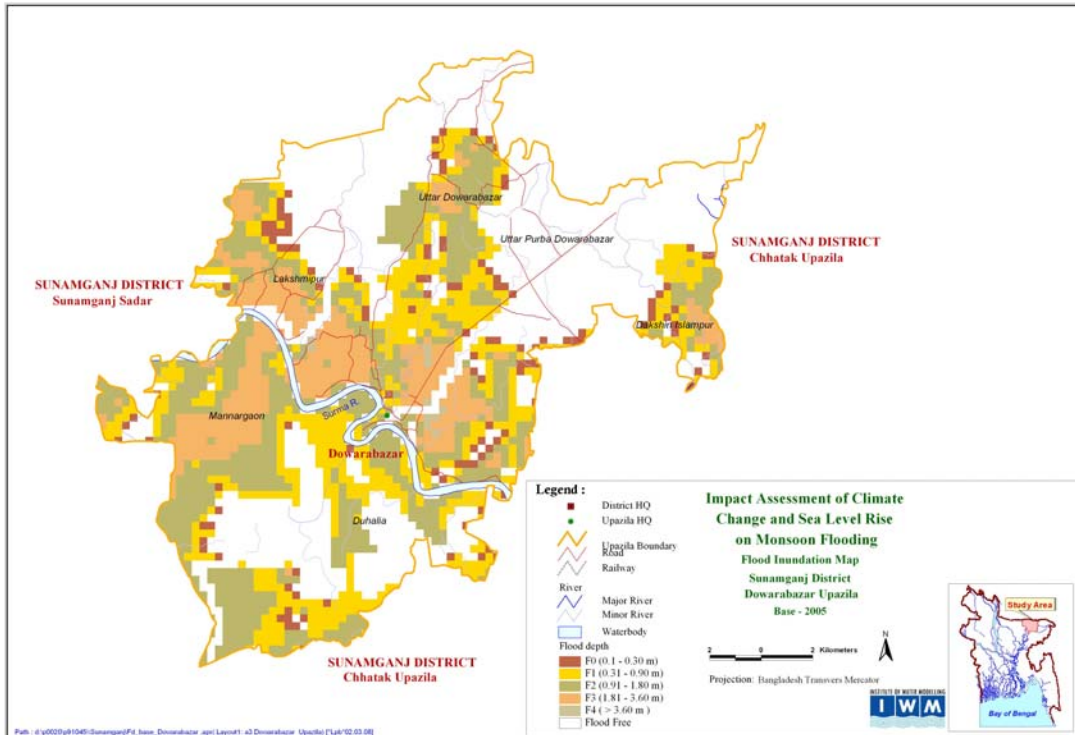 Uttar Dowarabazar
Uttar Purba Dowarabazar
SUNAMGANJ DISTRICT
Chhatak Upazila
SUNAMGANJ DISTRICT
Sunamganj Sadar
Lakshmipur
Dakshin Islampur
Mannargaon
Surma R.
Dowarabazar
Duhalia
SUNAMGANJ DISTRICT
Chhatak Upazila
Legend :
District HQ
Upazila HQ
Upazila Boundary
Road
Railway
River
Major River
Minor River
Waterbody
Flood depth
F0 (0.1 - 0.30 m)
F1 (0.31 - 0.90 m)
F2 (0.91 - 1.80 m)
F3 (1.81 - 3.60 m)
F4 ( > 3.60 m )
Flood Free
Impact Assessment of Climate
Change and Sea Level Rise
on Monsoon Flooding
Flood Inundation Map
Sunamganj District
Dowarabazar Upazila
Base - 2005
2 0 2 Kilometers
N
Projection: Bangladesh Transvers Mercator
INSTITUTE OF WATER MODELLING
IWM
Study Area
Bay of Bengal